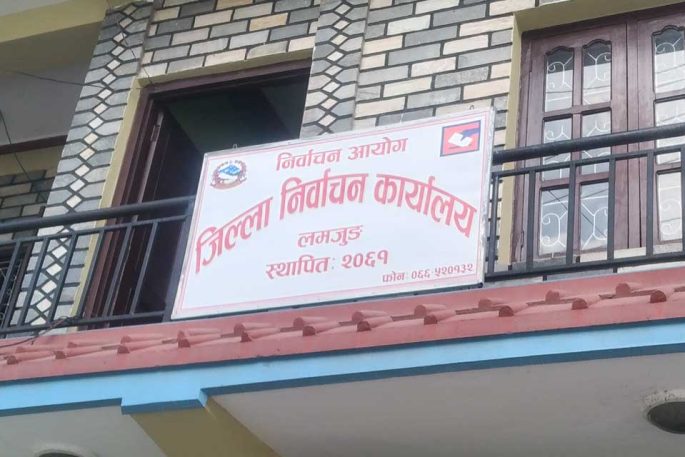 निर्वाचन आयोग
जिल्ला निर्वाचन कार्यालय
लमजुङ
स्थापितः २०६१
फोनः ०६६-५२०१३२